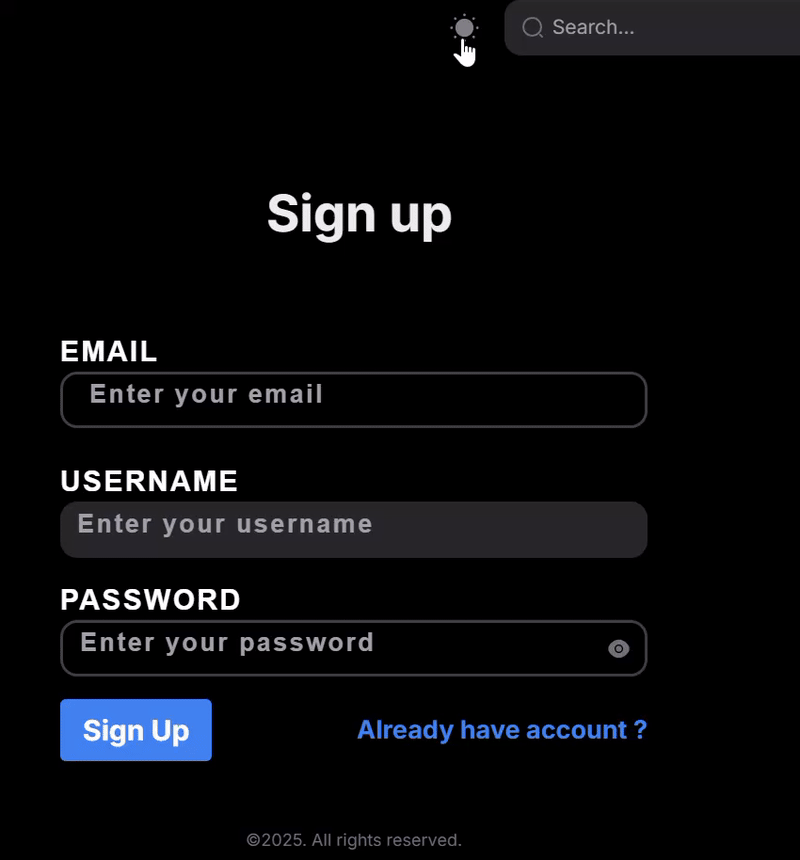 Search...
Sign up
EMAIL
Enter your email
USERNAME
Enter your username
PASSWORD
Enter your password
Sign Up
Already have account ?
©2025. All rights reserved.